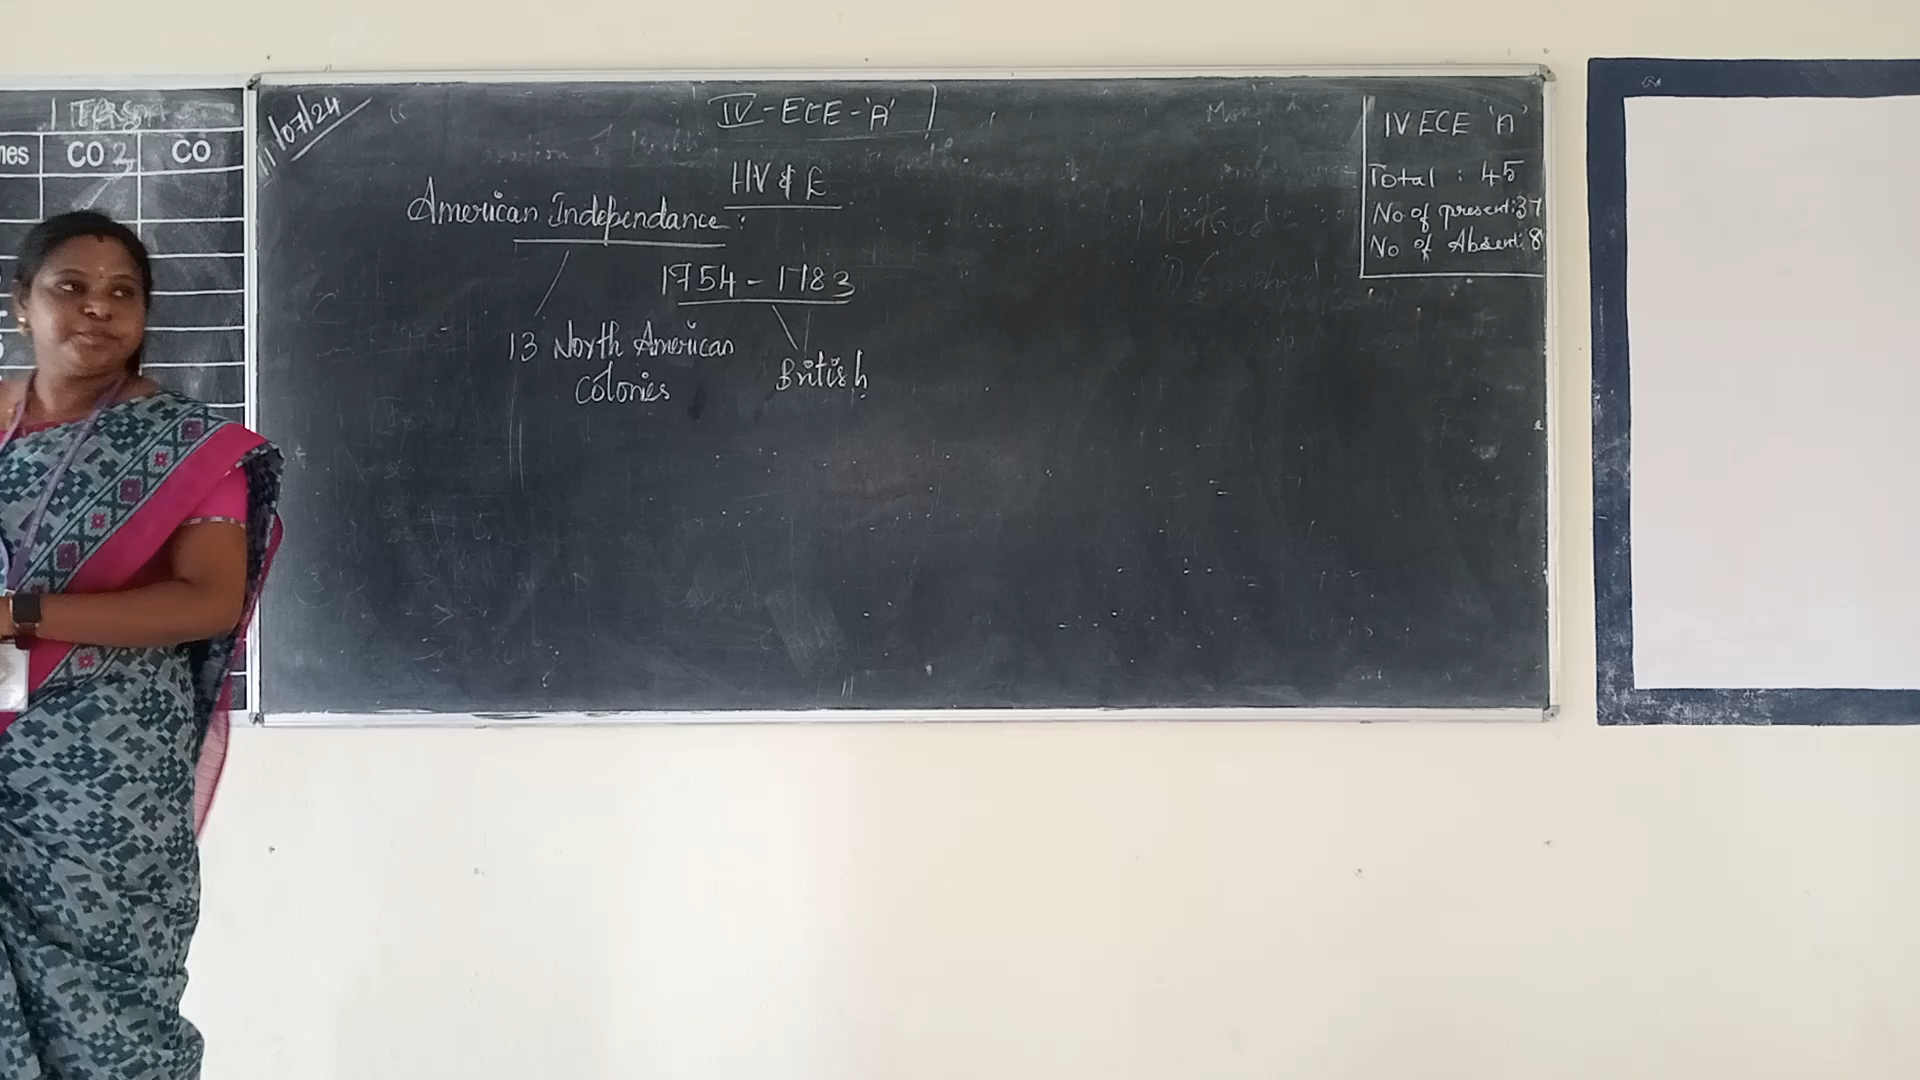 11/07/24
IV-ECE-'A'
HV & E
American Independance:
1754 - 1783
13 North American
Colonies
British
IV ECE 'A'
Total : 45
No. of present: 37
No of Absent: 8
CO 2
CO